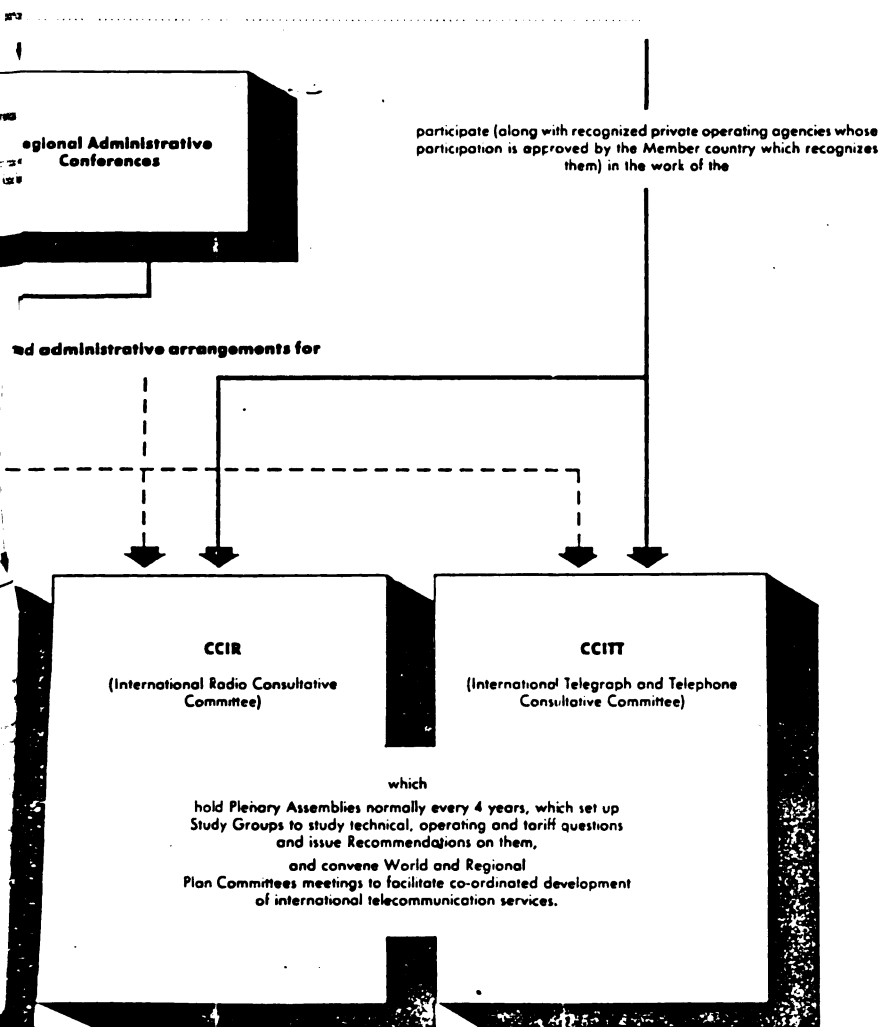 egional Administrative
Conferences
participate (along with recognized private operating agencies whose
participation is approved by the Member country which recognizes
them) in the work of the
nd administrative arrangements for
CCIR
(International Radio Consultative
Committee)
CCITT
(International Telegraph and Telephone
Consultative Committee)
which
hold Plenary Assemblies normally every 4 years, which set up
Study Groups to study technical, operating and tariff questions
and issue Recommendations on them,
and convene World and Regional
Plan Committees meetings to facilitate co-ordinated development
of international telecommunication services.